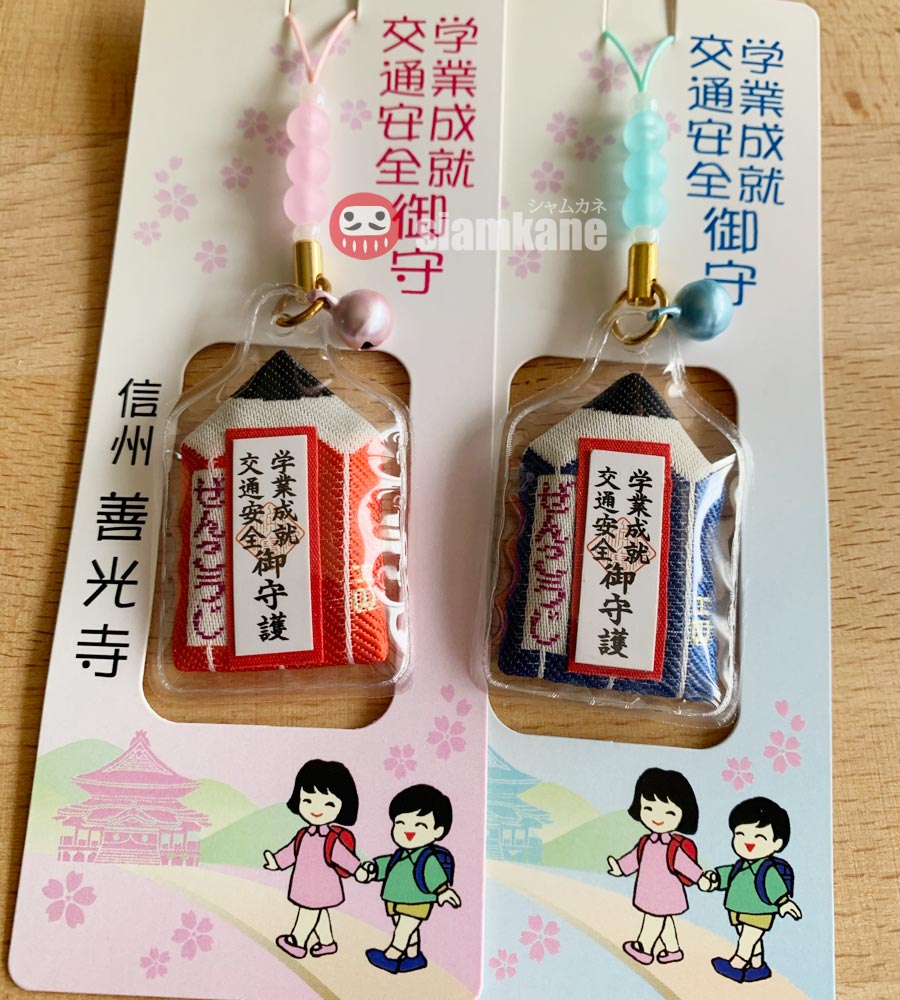 学業成就
交通安全
御守
学業成就
交通安全
御守
シャムカネ
siamkane
信州 善光寺
学業成就
交通安全
御守護
ぜんこうじ
学業成就
交通安全
御守護
ぜんこうじ